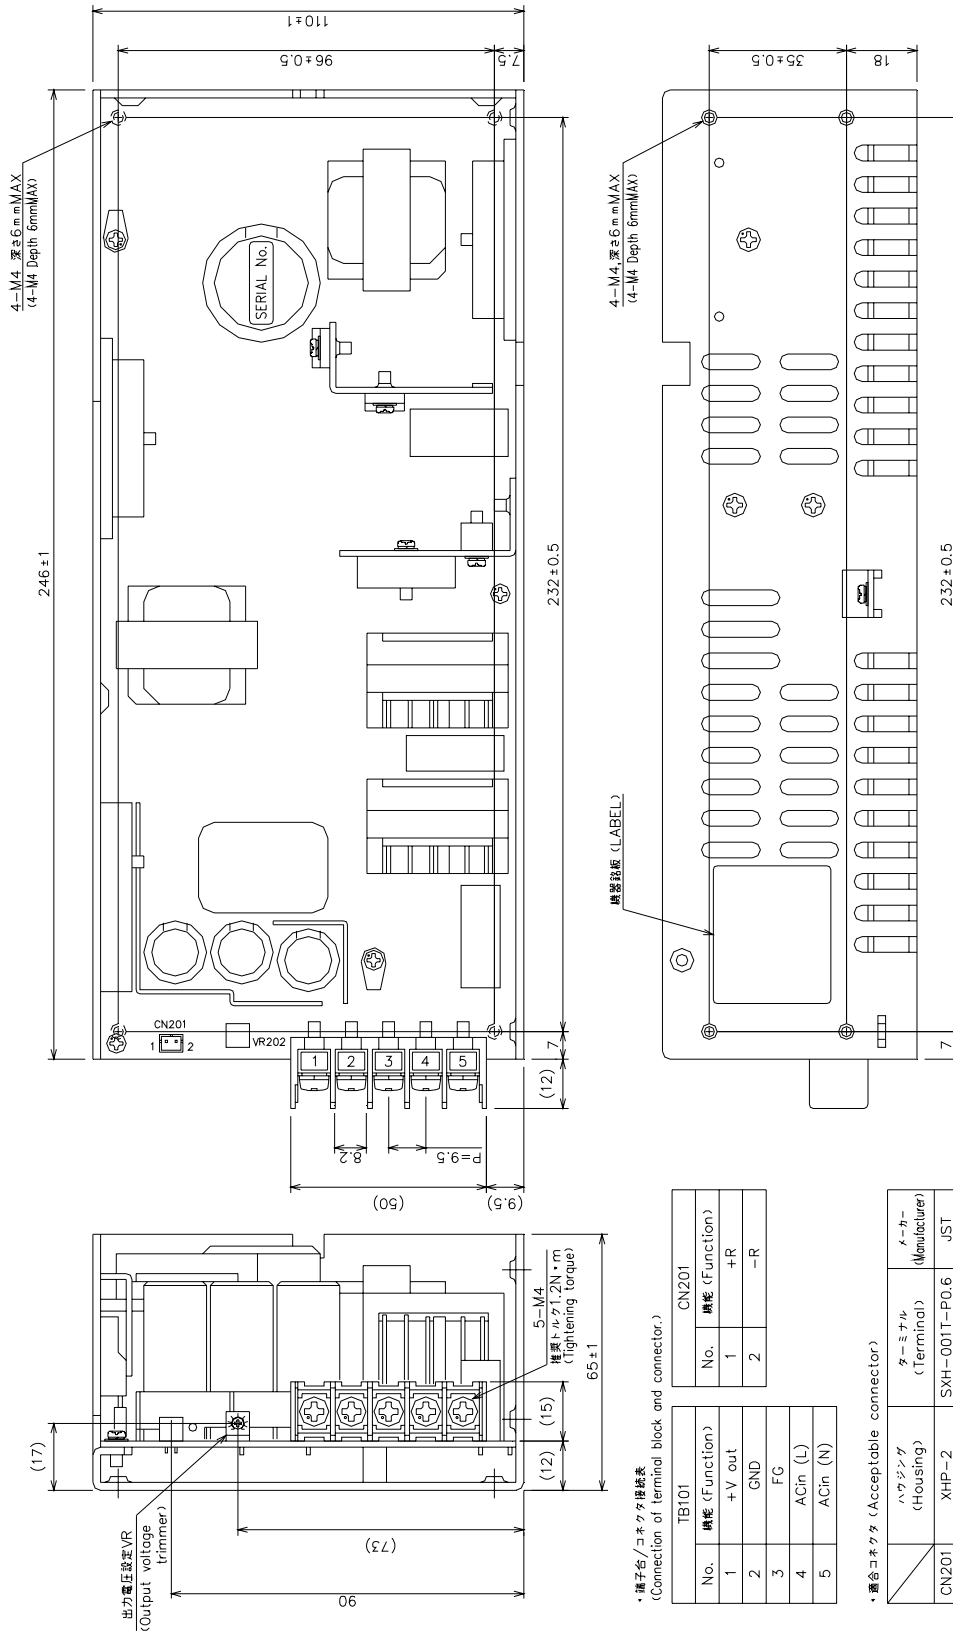 110±1
96±0.5
7.5
246±1
4-M4 深さ6mmMAX
(4-M4 Depth 6mmMAX)
SERIAL No.
232±0.5
CN201
1
2
VR202
1
2
3
4
5
7
(12)
8.2
P=9.5
(50)
(9.5)
35±0.5
18
4-M4,深さ6mmMAX
(4-M4 Depth 6mmMAX)
機器銘板 (LABEL)
232±0.5
7
(17)
出力電圧設定VR
(Output voltage
trimmer)
(73)
90
5-M4
推奨トルク1.2N・m
(Tightening torque)
65±1
(15)
(12)
・端子台/コネクタ接続表
(Connection of terminal block and connector.)
TB101
No. 機能 (Function)
1 +V out
2 GND
3 FG
4 ACin (L)
5 ACin (N)
CN201
No. 機能 (Function)
1 +R
2 -R
・適合コネクタ (Acceptable connector)
ハウジング
(Housing)
ターミナル
(Terminal)
メーカー
(Manufacturer)
CN201 XHP-2 SXH-001T-P0.6 JST